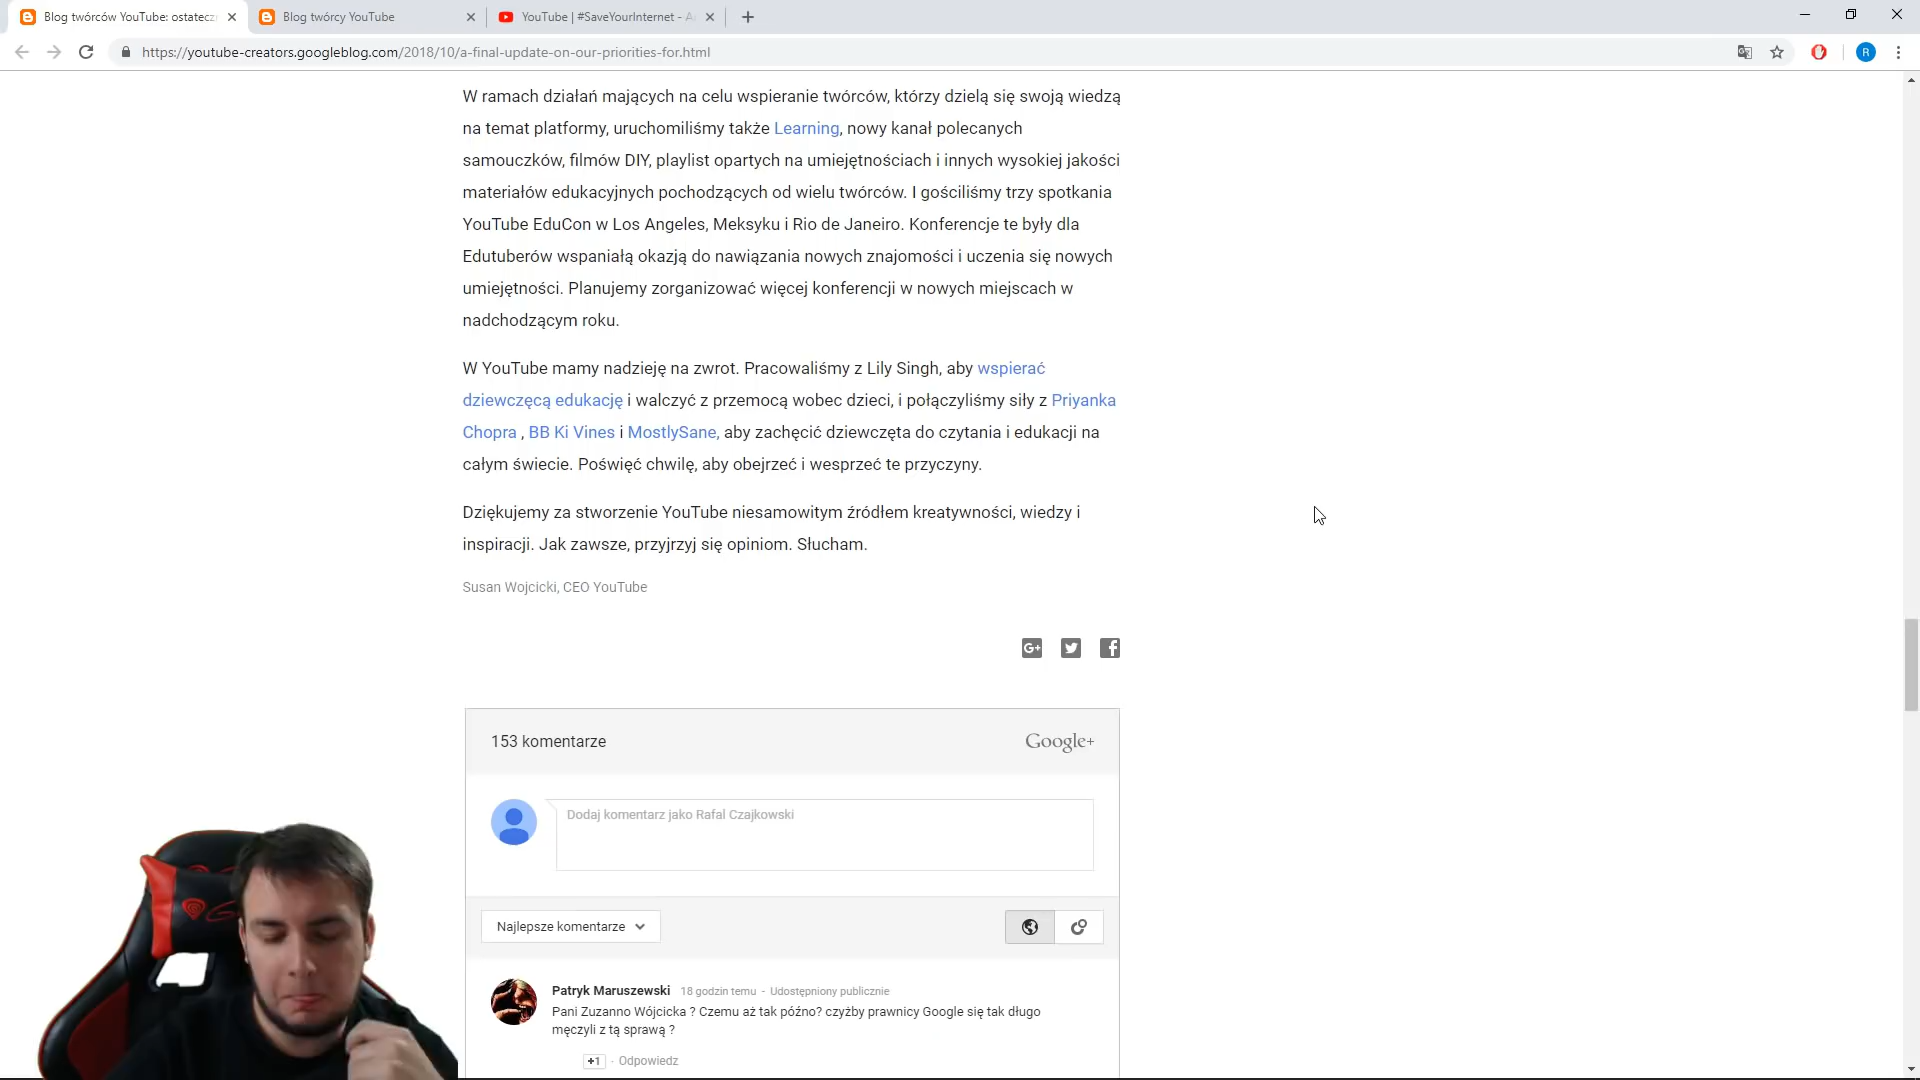 Blog twórców YouTube: ostatecz
Blog twórcy YouTube
YouTube | #SaveYourInternet - A
https://youtube-creators.googleblog.com/2018/10/a-final-update-on-our-priorities-for.html
R
W ramach działań mających na celu wspieranie twórców, którzy dzielą się swoją wiedzą
na temat platformy, uruchomiliśmy także Learning, nowy kanał polecanych
samouczków, filmów DIY, playlist opartych na umiejętnościach i innych wysokiej jakości
materiałów edukacyjnych pochodzących od wielu twórców. I gościliśmy trzy spotkania
YouTube EduCon w Los Angeles, Meksyku i Rio de Janeiro. Konferencje te były dla
Edutuberów wspaniałą okazją do nawiązania nowych znajomości i uczenia się nowych
umiejętności. Planujemy zorganizować więcej konferencji w nowych miejscach w
nadchodzącym roku.
W YouTube mamy nadzieję na zwrot. Pracowaliśmy z Lily Singh, aby wspierać
dziewczęcą edukację i walczyć z przemocą wobec dzieci, i połączyliśmy siły z Priyanka
Chopra , BB Ki Vines i MostlySane, aby zachęcić dziewczęta do czytania i edukacji na
całym świecie. Poświęć chwilę, aby obejrzeć i wesprzeć te przyczyny.
Dziękujemy za stworzenie YouTube niesamowitym źródłem kreatywności, wiedzy i
inspiracji. Jak zawsze, przyjrzyj się opiniom. Słucham.
Susan Wojcicki, CEO YouTube
G+
153 komentarze
Google+
Dodaj komentarz jako Rafal Czajkowski
Najlepsze komentarze
Patryk Maruszewski 18 godzin temu - Udostępniony publicznie
Pani Zuzanno Wójcicka ? Czemu aż tak późno? czyżby prawnicy Google się tak długo
męczyli z tą sprawą ?
+1 · Odpowiedz